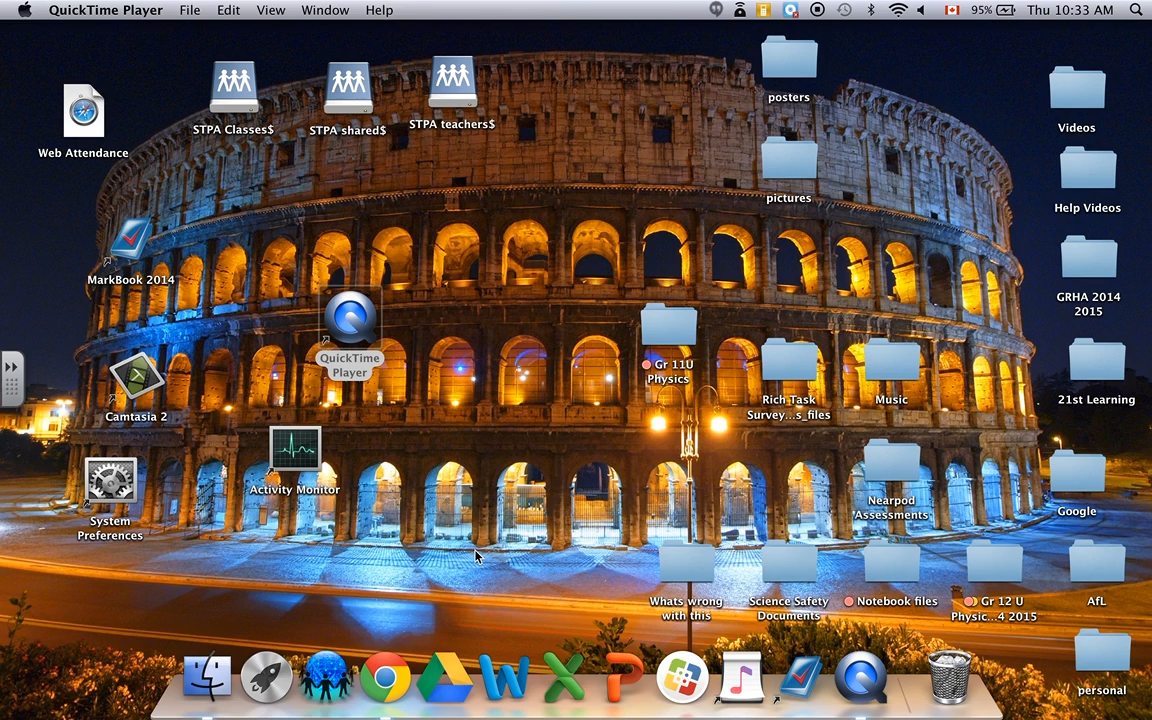 QuickTime Player File Edit View Window Help 95% Thu 10:33 AM
Web Attendance
STPA Classes$
STPA shared$
STPA teachers$
posters
Videos
pictures
Help Videos
MarkBook 2014
GRHA 2014
2015
QuickTime
Player
Gr 11U
Physics
Rich Task
Survey...s_files
Music
21st Learning
Camtasia 2
Activity Monitor
System
Preferences
Nearpod
Assessments
Google
Whats wrong
with this
Science Safety
Documents
Notebook files
Gr 12 U
Physic...4 2015
AfL
personal